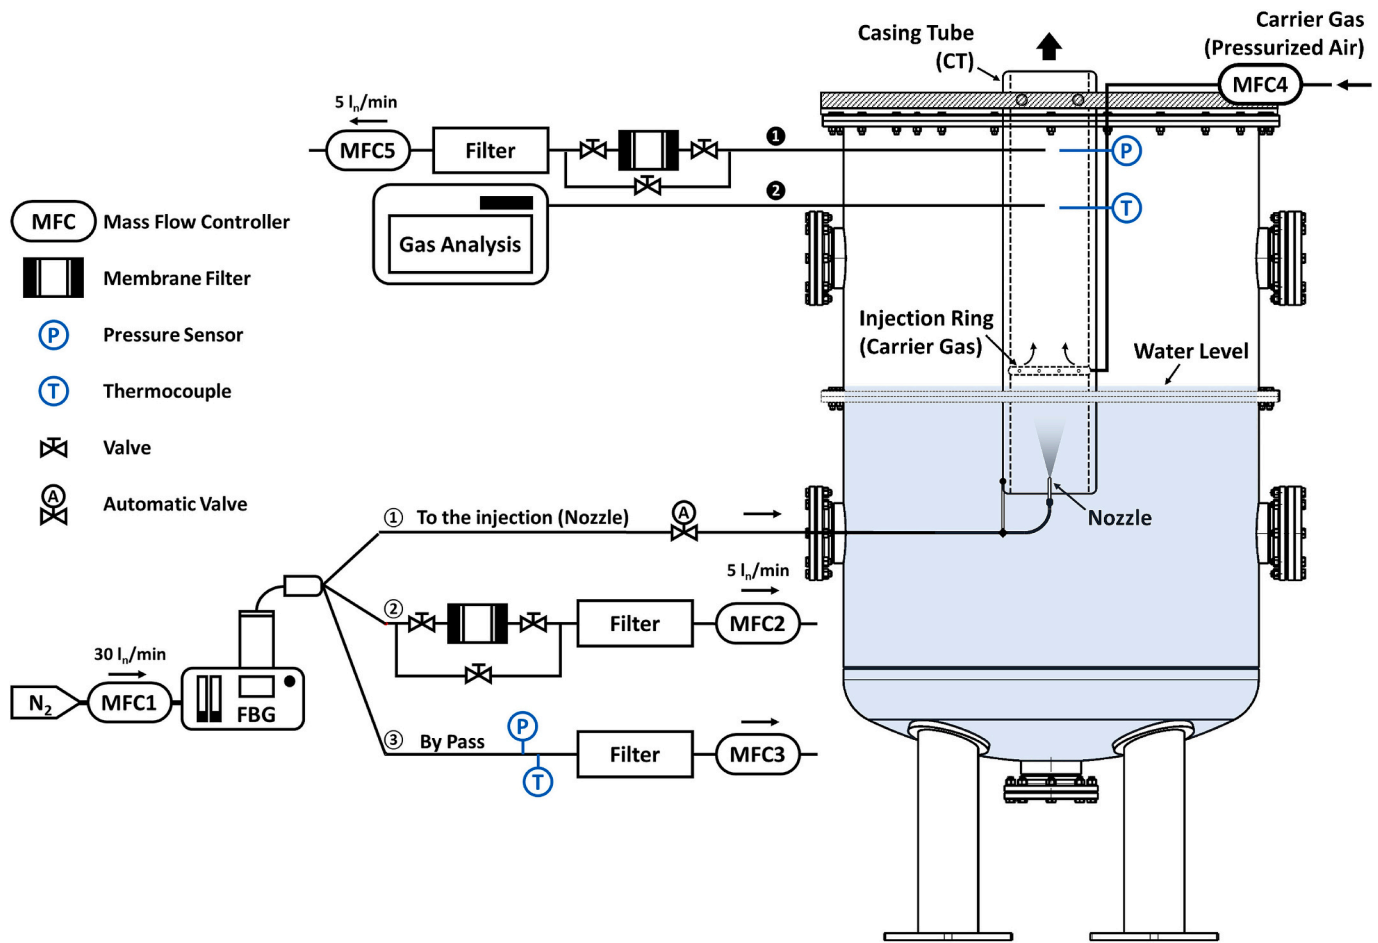 Casing Tube
(CT)
Carrier Gas
(Pressurized Air)
MFC4
5 ln/min
MFC5
Filter
❶
P
❷
T
Gas Analysis
MFC
Mass Flow Controller
Membrane Filter
P
Pressure Sensor
T
Thermocouple
Valve
A
Automatic Valve
Injection Ring
(Carrier Gas)
Water Level
Nozzle
① To the injection (Nozzle)
A
②
Filter
5 ln/min
MFC2
30 ln/min
N2
MFC1
FBG
③ By Pass
P
T
Filter
MFC3